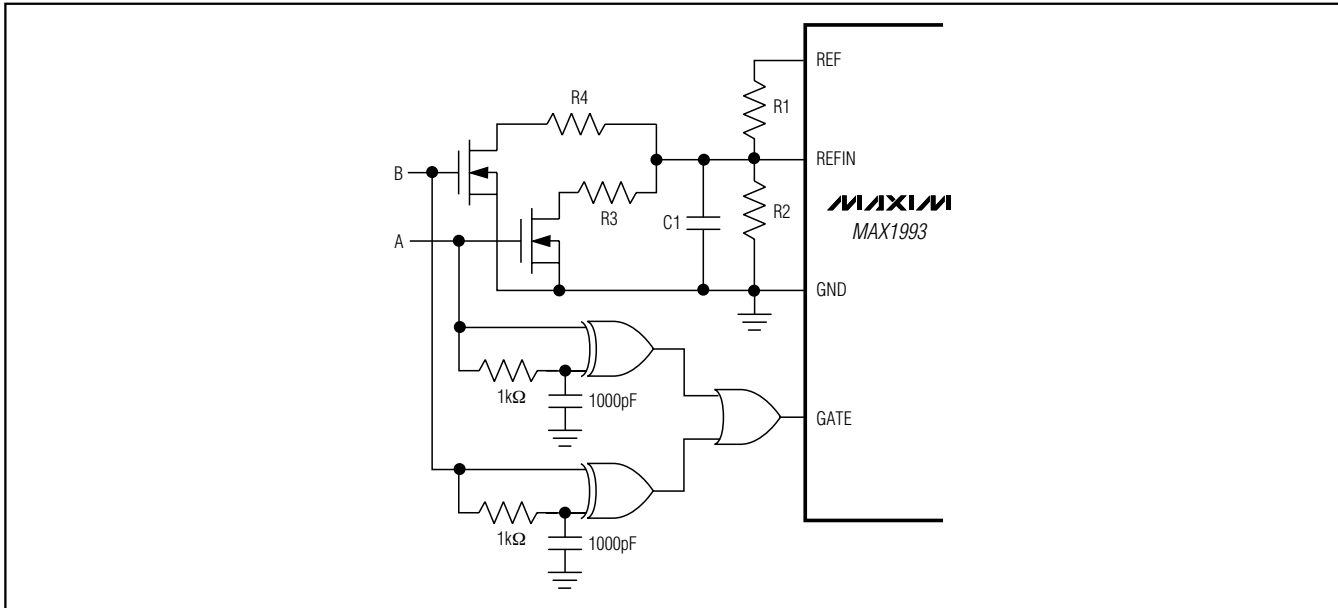 REF
R4
R1
REFIN
B
R3
C1
R2
MAXIM
MAX1993
A
GND
1kΩ
1000pF
GATE
1kΩ
1000pF